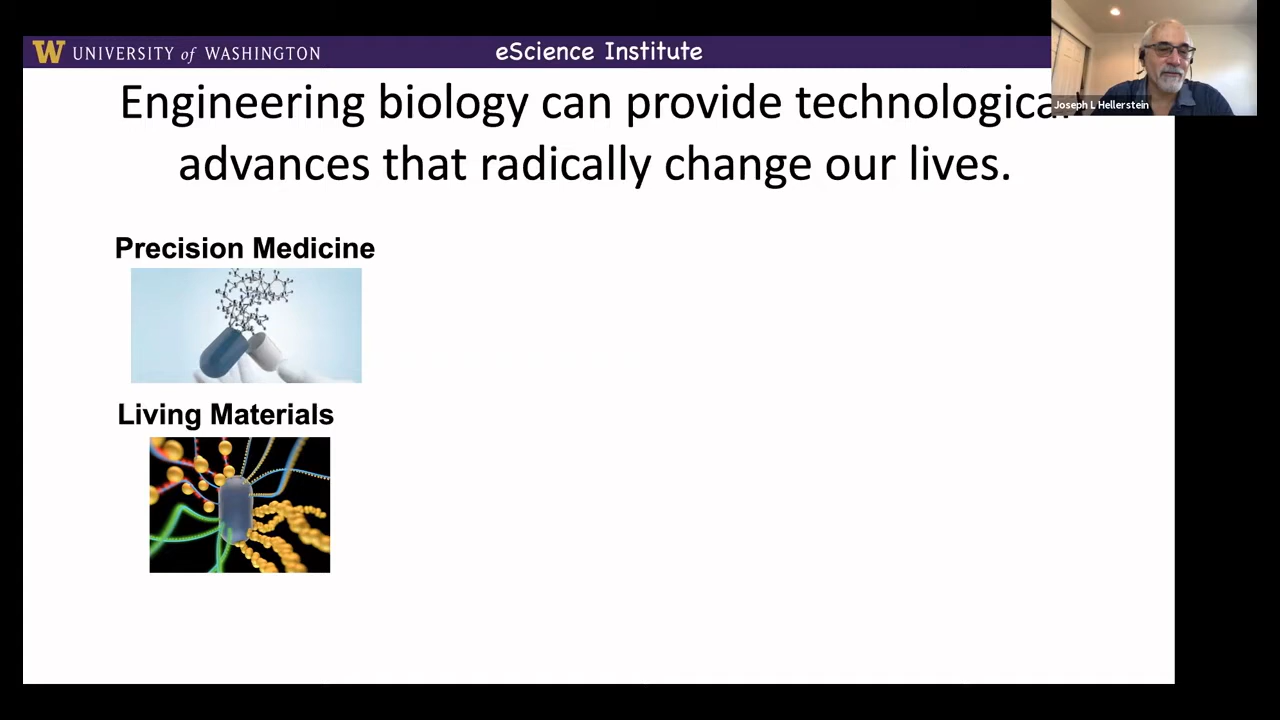 W UNIVERSITY of WASHINGTON
eScience Institute
Joseph L Hellerstein
Engineering biology can provide technological
advances that radically change our lives.
Precision Medicine
Living Materials